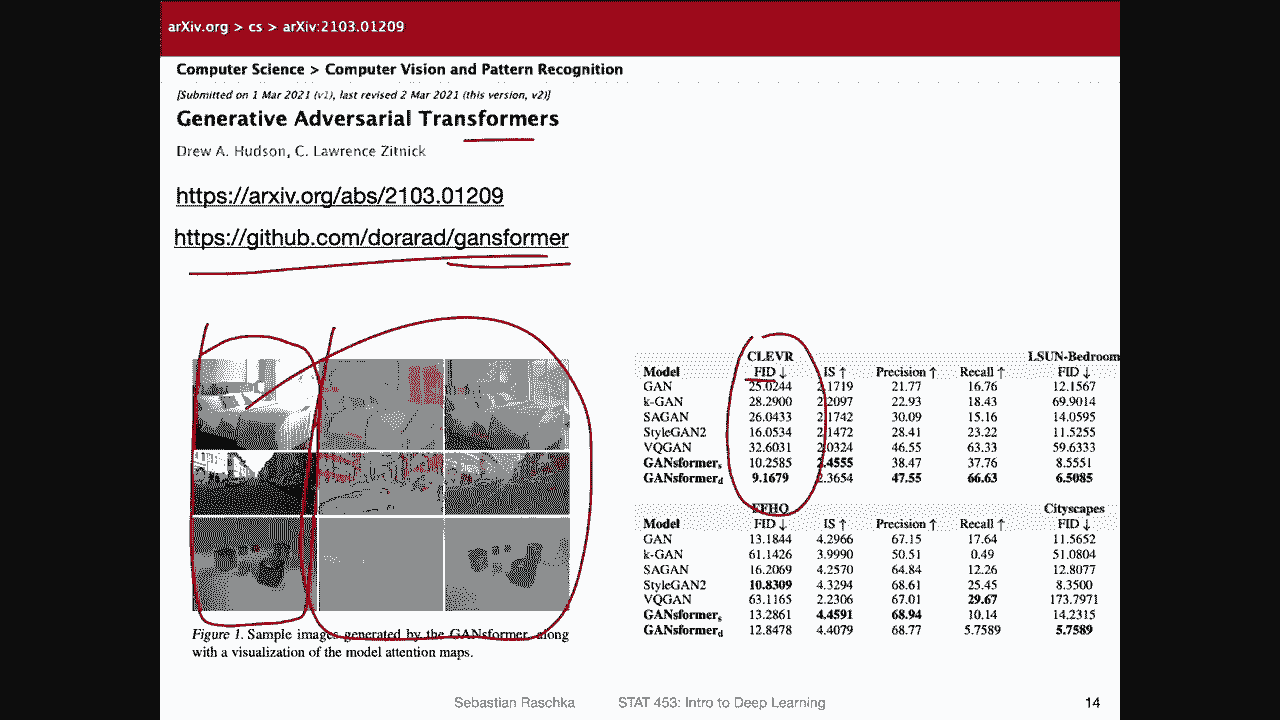 arXiv.org > cs > arXiv:2103.01209
Computer Science > Computer Vision and Pattern Recognition
[Submitted on 1 Mar 2021 (v1), last revised 2 Mar 2021 (this version, v2)]
Generative Adversarial Transformers
Drew A. Hudson, C. Lawrence Zitnick
https://arxiv.org/abs/2103.01209
https://github.com/dorarad/gansformer
Figure 1. Sample images generated by the GANsformer, along
with a visualization of the model attention maps.
CLEVR LSUN-Bedroom
Model FID ↓ IS ↑ Precision ↑ Recall ↑ FID ↓
GAN 25.0244 2.1719 21.77 16.76 12.1567
k-GAN 28.2900 2.2097 22.93 18.43 69.9014
SAGAN 26.0433 2.1742 30.09 15.16 14.0595
StyleGAN2 16.0534 2.1472 28.41 23.22 11.5255
VQGAN 32.6031 2.0324 46.55 63.33 59.6333
GANsformers 10.2585 2.4555 38.47 37.76 8.5551
GANsformerd 9.1679 2.3654 47.55 66.63 6.5085
FFHQ Cityscapes
Model FID ↓ IS ↑ Precision ↑ Recall ↑ FID ↓
GAN 13.1844 4.2966 67.15 17.64 11.5652
k-GAN 61.1426 3.9990 50.51 0.49 51.0804
SAGAN 16.2069 4.2570 64.84 12.26 12.8077
StyleGAN2 10.8309 4.3294 68.61 25.45 8.3500
VQGAN 63.1165 2.2306 67.01 29.67 173.7971
GANsformers 13.2861 4.4591 68.94 10.14 14.2315
GANsformerd 12.8478 4.4079 68.77 5.7589 5.7589
Sebastian Raschka STAT 453: Intro to Deep Learning 14